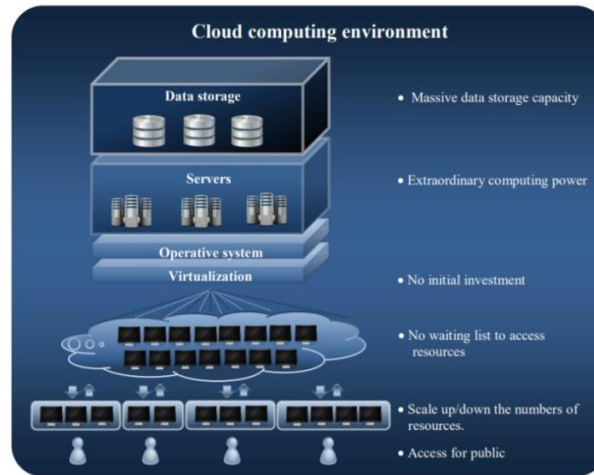 Cloud computing environment
Data storage
• Massive data storage capacity
Servers
• Extraordinary computing power
Operative system
Virtualization
• No initial investment
• No waiting list to access
resources
• Scale up/down the numbers of
resources.
• Access for public